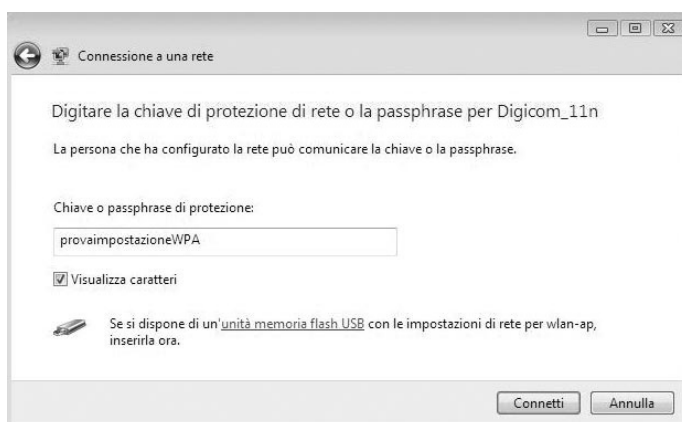 Connessione a una rete
Digitare la chiave di protezione di rete o la passphrase per Digicom_11n
La persona che ha configurato la rete può comunicare la chiave o la passphrase.
Chiave o passphrase di protezione:
provaimpostazioneWPA
Visualizza caratteri
Se si dispone di un'unità memoria flash USB con le impostazioni di rete per wlan-ap,
inserirla ora.
Connetti Annulla